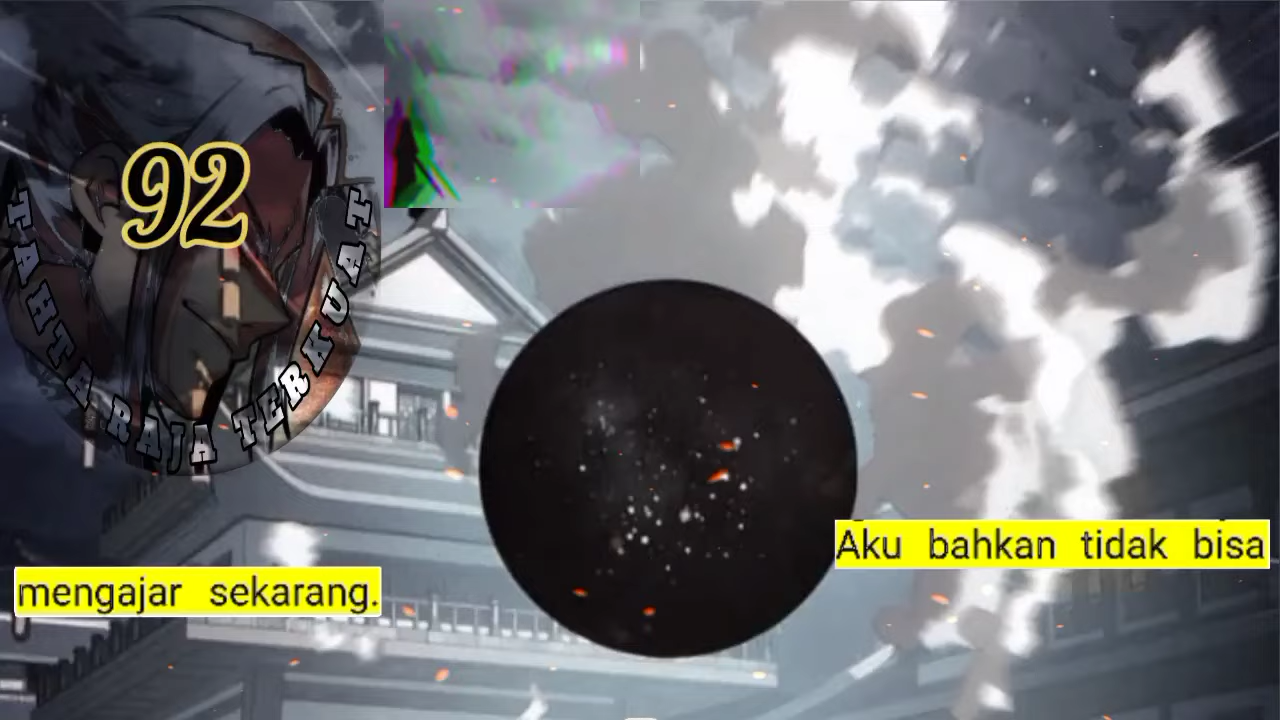 92
TAHTA RAJA TERKUAT
Aku bahkan tidak bisa
mengajar sekarang.